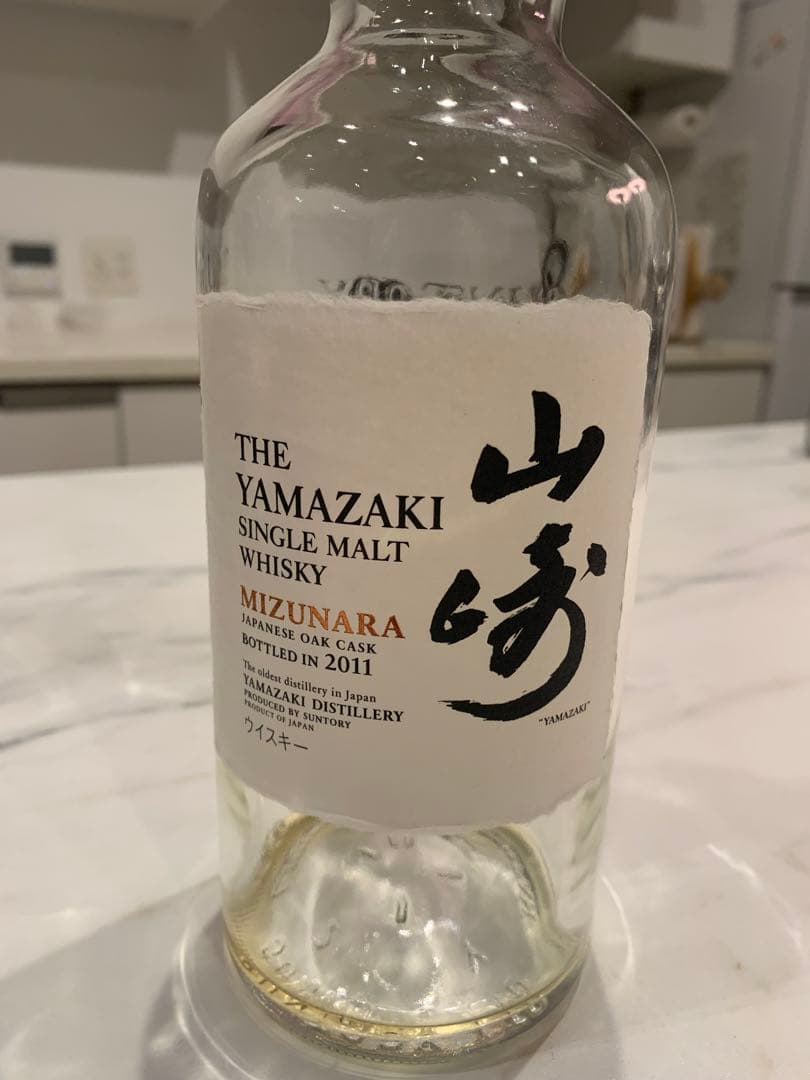 THE
YAMAZAKI
SINGLE MALT
WHISKY
MIZUNARA
JAPANESE OAK CASK
BOTTLED IN 2011
The oldest distillery in Japan
YAMAZAKI DISTILLERY
PRODUCED BY SUNTORY
PRODUCT OF JAPAN
ウイスキー
山崎
"YAMAZAKI"